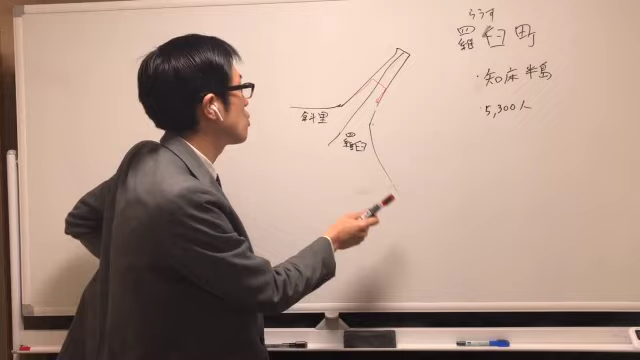 らうす
羅臼町
・知床半島
・5,300人
斜里
羅臼